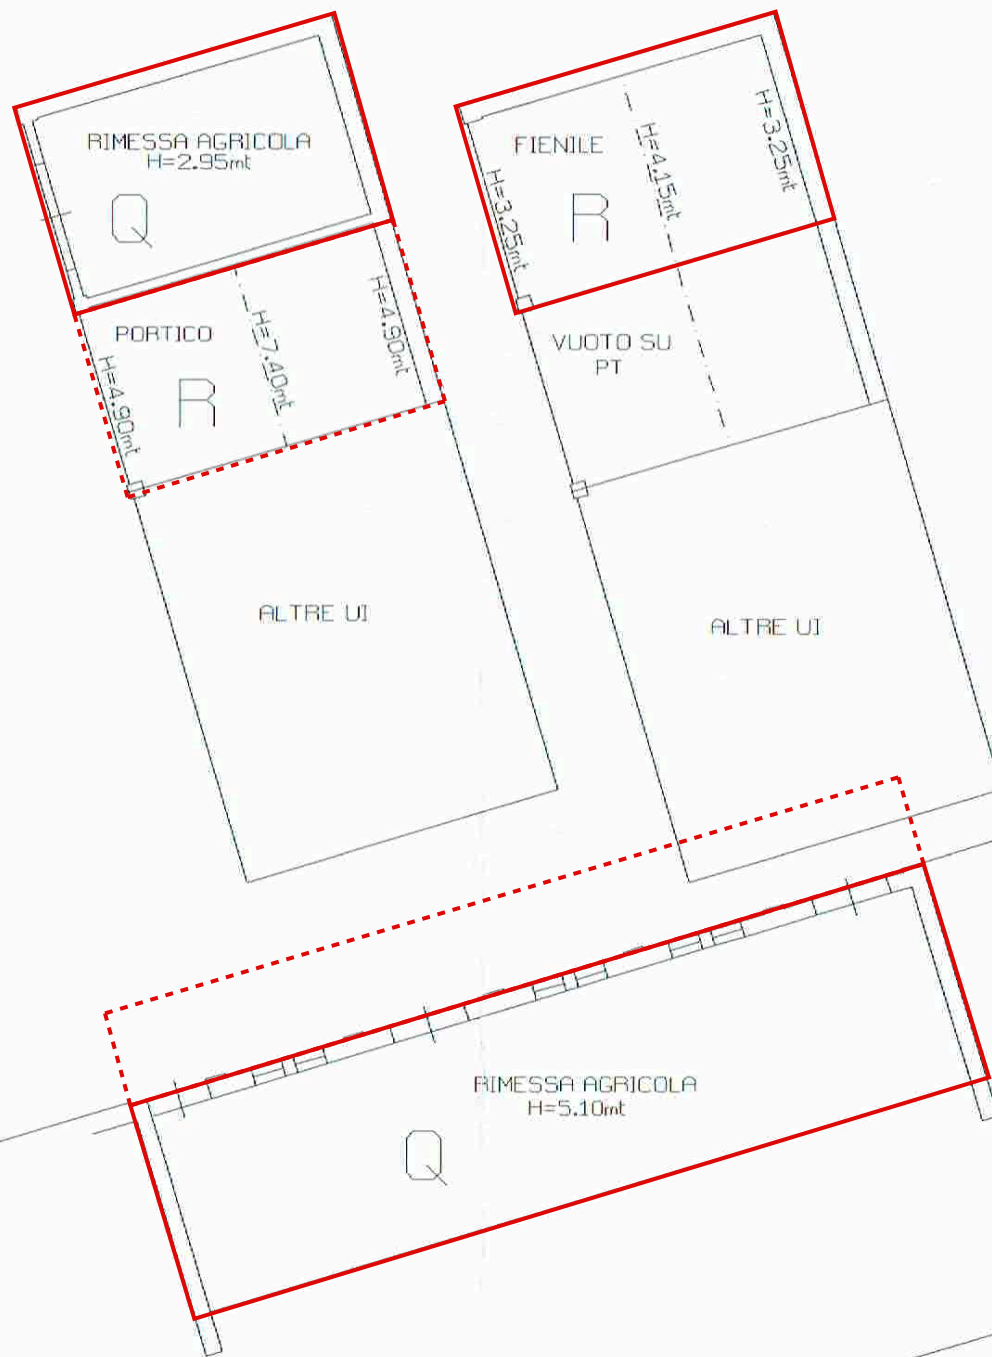 RIMESSA AGRICOLA
H=2.95mt
Q
PORTICO
R
H=4.90mt
H=7.40mt
H=4.90mt
ALTRE UI
FIENILE
R
H=3.25mt
H=4.15mt
H=3.25mt
VUOTO SU
PT
ALTRE UI
RIMESSA AGRICOLA
H=5.10mt
Q